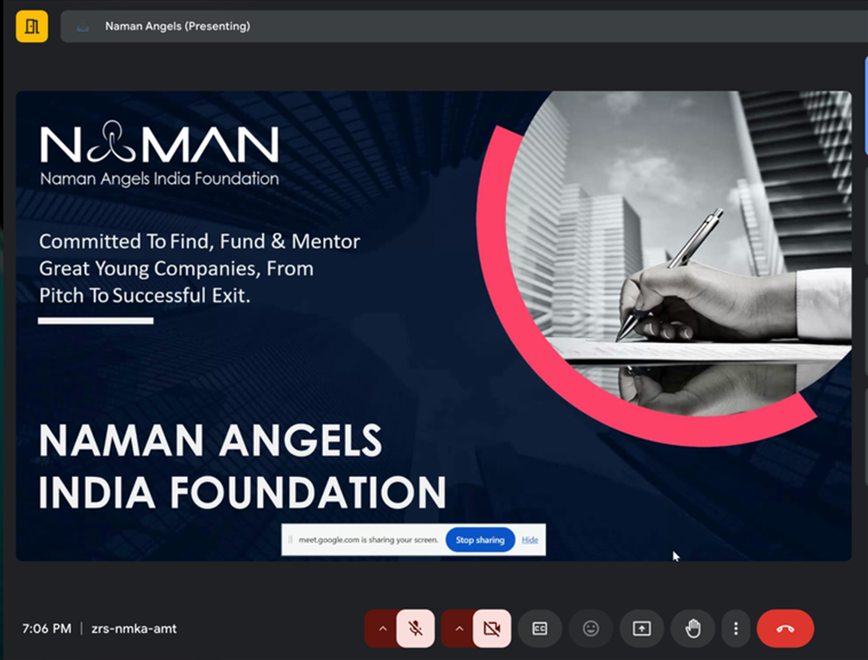 Naman Angels (Presenting)
NAMAN
Naman Angels India Foundation
Committed To Find, Fund & Mentor
Great Young Companies, From
Pitch To Successful Exit.
NAMAN ANGELS
INDIA FOUNDATION
meet.google.com is sharing your screen. Stop sharing Hide
7:06 PM | zrs-nmka-amt